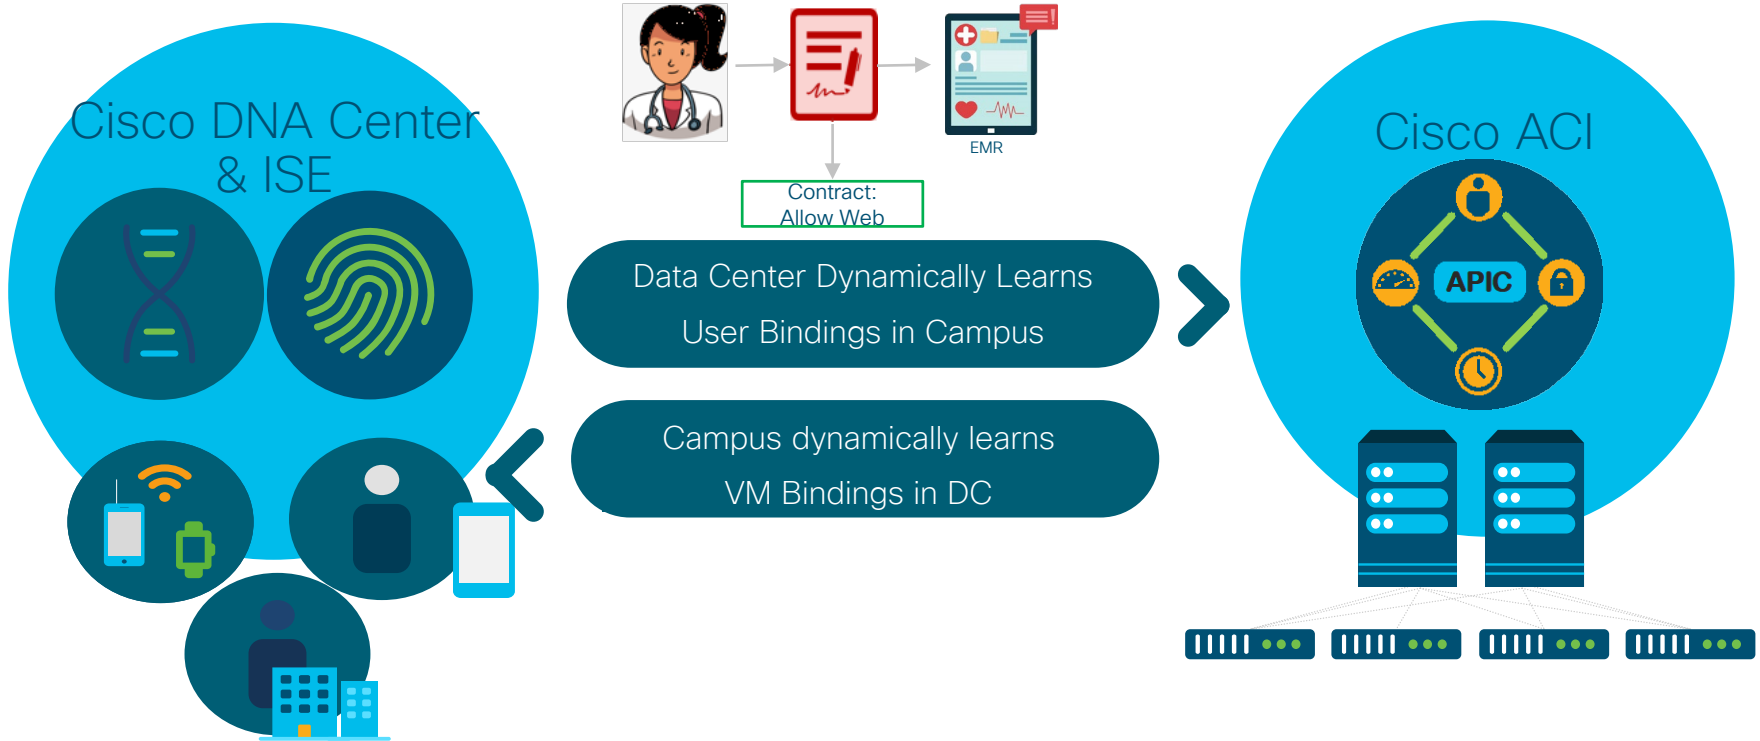 Cisco DNA Center
& ISE
EMR
Contract:
Allow Web
Data Center Dynamically Learns
User Bindings in Campus
Campus dynamically learns
VM Bindings in DC
Cisco ACI
APIC